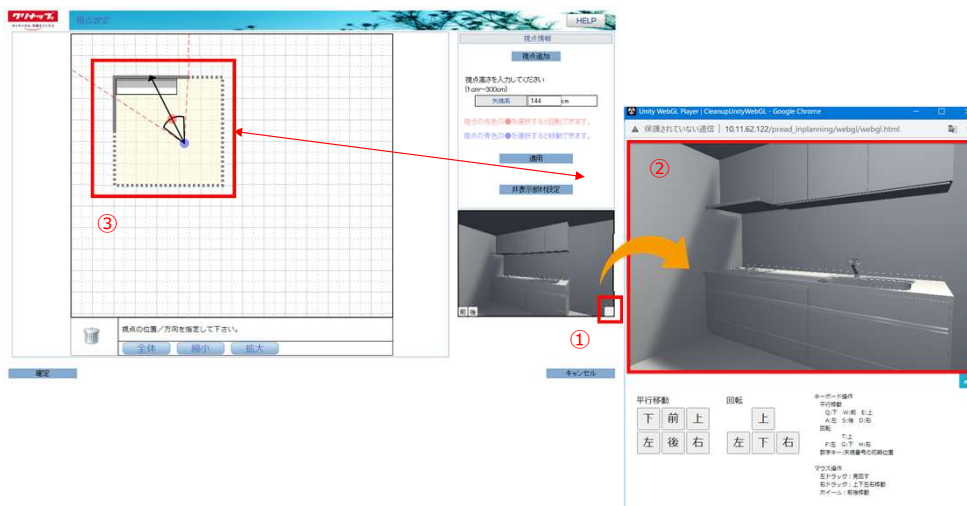 クリナップ
視点設定
HELP
視点情報
視点追加
視点高さを入力してください
(1cm~300cm)
矢視高 144 cm
視点の赤色の●を選択すると回転できます。
視点の青色の●を選択すると移動できます。
適用
非表示部材設定
③
前 後
①
視点の位置/方向を指定して下さい。
全体 縮小 拡大
確定
キャンセル
Unity WebGL Player | CleanupUnityWebGL - Google Chrome
保護されていない通信 | 10.11.62.122/pread_inplanning/webgl/webgl.html
②
平行移動
下 前 上
左 後 右
回転
上
左 下 右
キーボード操作
平行移動
Q:下 W:前 E:上
A:左 S:後 D:右
回転
T:上
F:左 G:下 H:右
数字キー:矢視番号の初期位置
マウス操作
左ドラッグ:見回す
右ドラッグ:上下左右移動
ホイール:前後移動